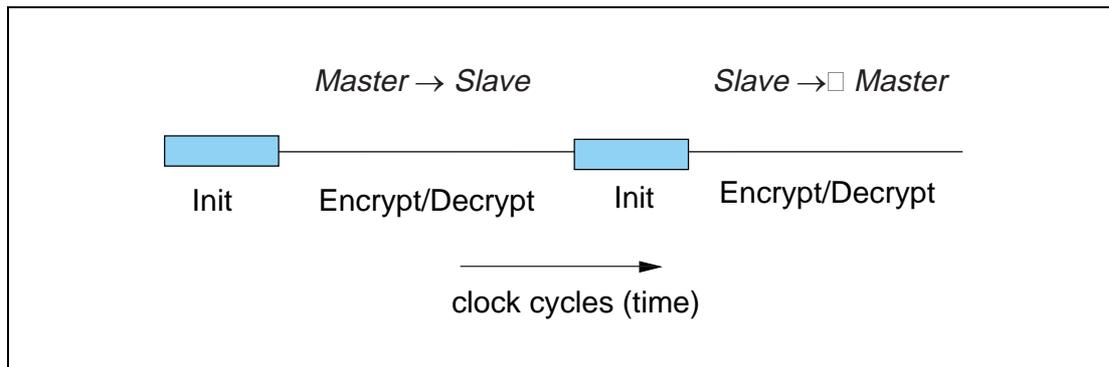 Master → Slave
Slave →□ Master
Init
Encrypt/Decrypt
Init
Encrypt/Decrypt
clock cycles (time)